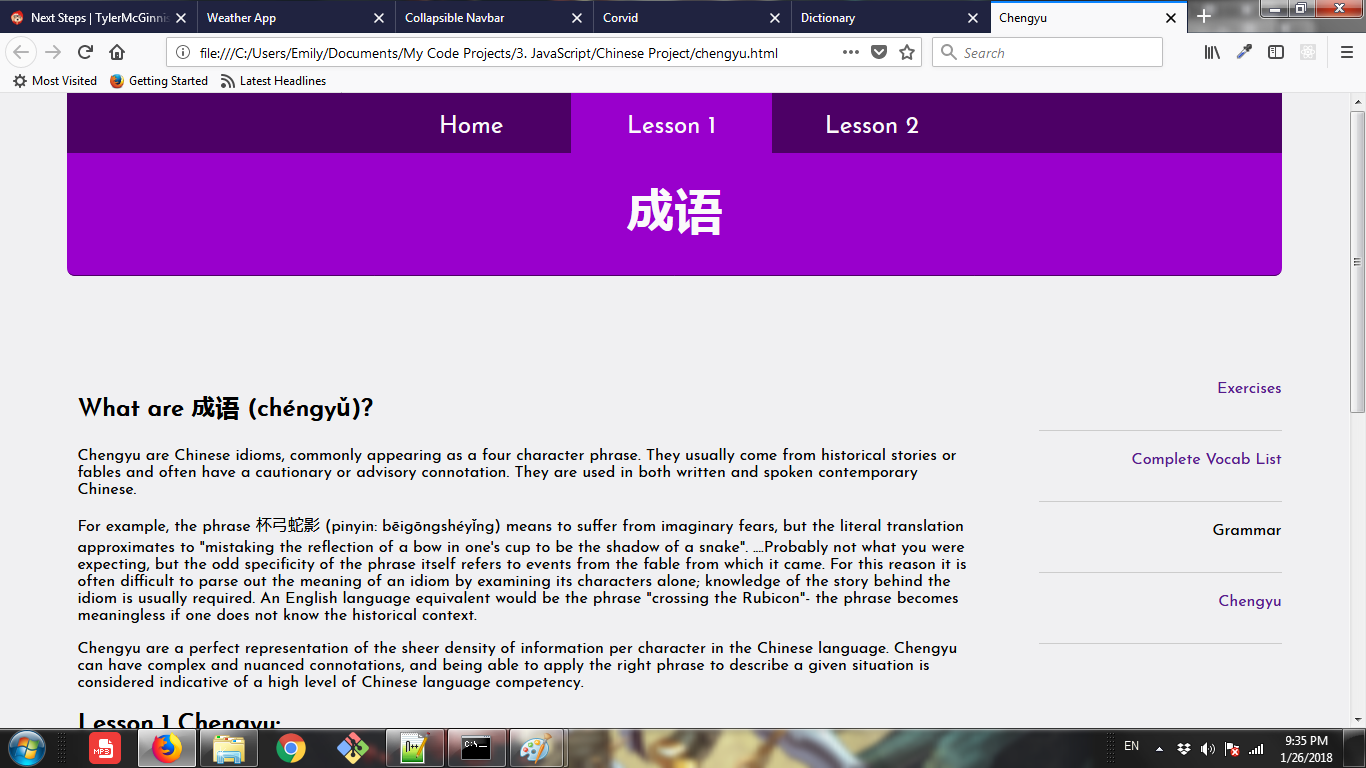 Next Steps | TylerMcGinnis
Weather App
Collapsible Navbar
Corvid
Dictionary
Chengyu
file:///C:/Users/Emily/Documents/My Code Projects/3. JavaScript/Chinese Project/chengyu.html
Search
Most Visited
Getting Started
Latest Headlines
Home
Lesson 1
Lesson 2
成语
What are 成语 (chéngyǔ)?
Chengyu are Chinese idioms, commonly appearing as a four character phrase. They usually come from historical stories or
fables and often have a cautionary or advisory connotation. They are used in both written and spoken contemporary
Chinese.
For example, the phrase 杯弓蛇影 (pinyin: bēigōngshéyǐng) means to suffer from imaginary fears, but the literal translation
approximates to "mistaking the reflection of a bow in one's cup to be the shadow of a snake". ....Probably not what you were
expecting, but the odd specificity of the phrase itself refers to events from the fable from which it came. For this reason it is
often difficult to parse out the meaning of an idiom by examining its characters alone; knowledge of the story behind the
idiom is usually required. An English language equivalent would be the phrase "crossing the Rubicon"- the phrase becomes
meaningless if one does not know the historical context.
Chengyu are a perfect representation of the sheer density of information per character in the Chinese language. Chengyu
can have complex and nuanced connotations, and being able to apply the right phrase to describe a given situation is
considered indicative of a high level of Chinese language competency.
Lesson 1 Chengyu:
Exercises
Complete Vocab List
Grammar
Chengyu
MP3
C:\
EN
9:35 PM
1/26/2018